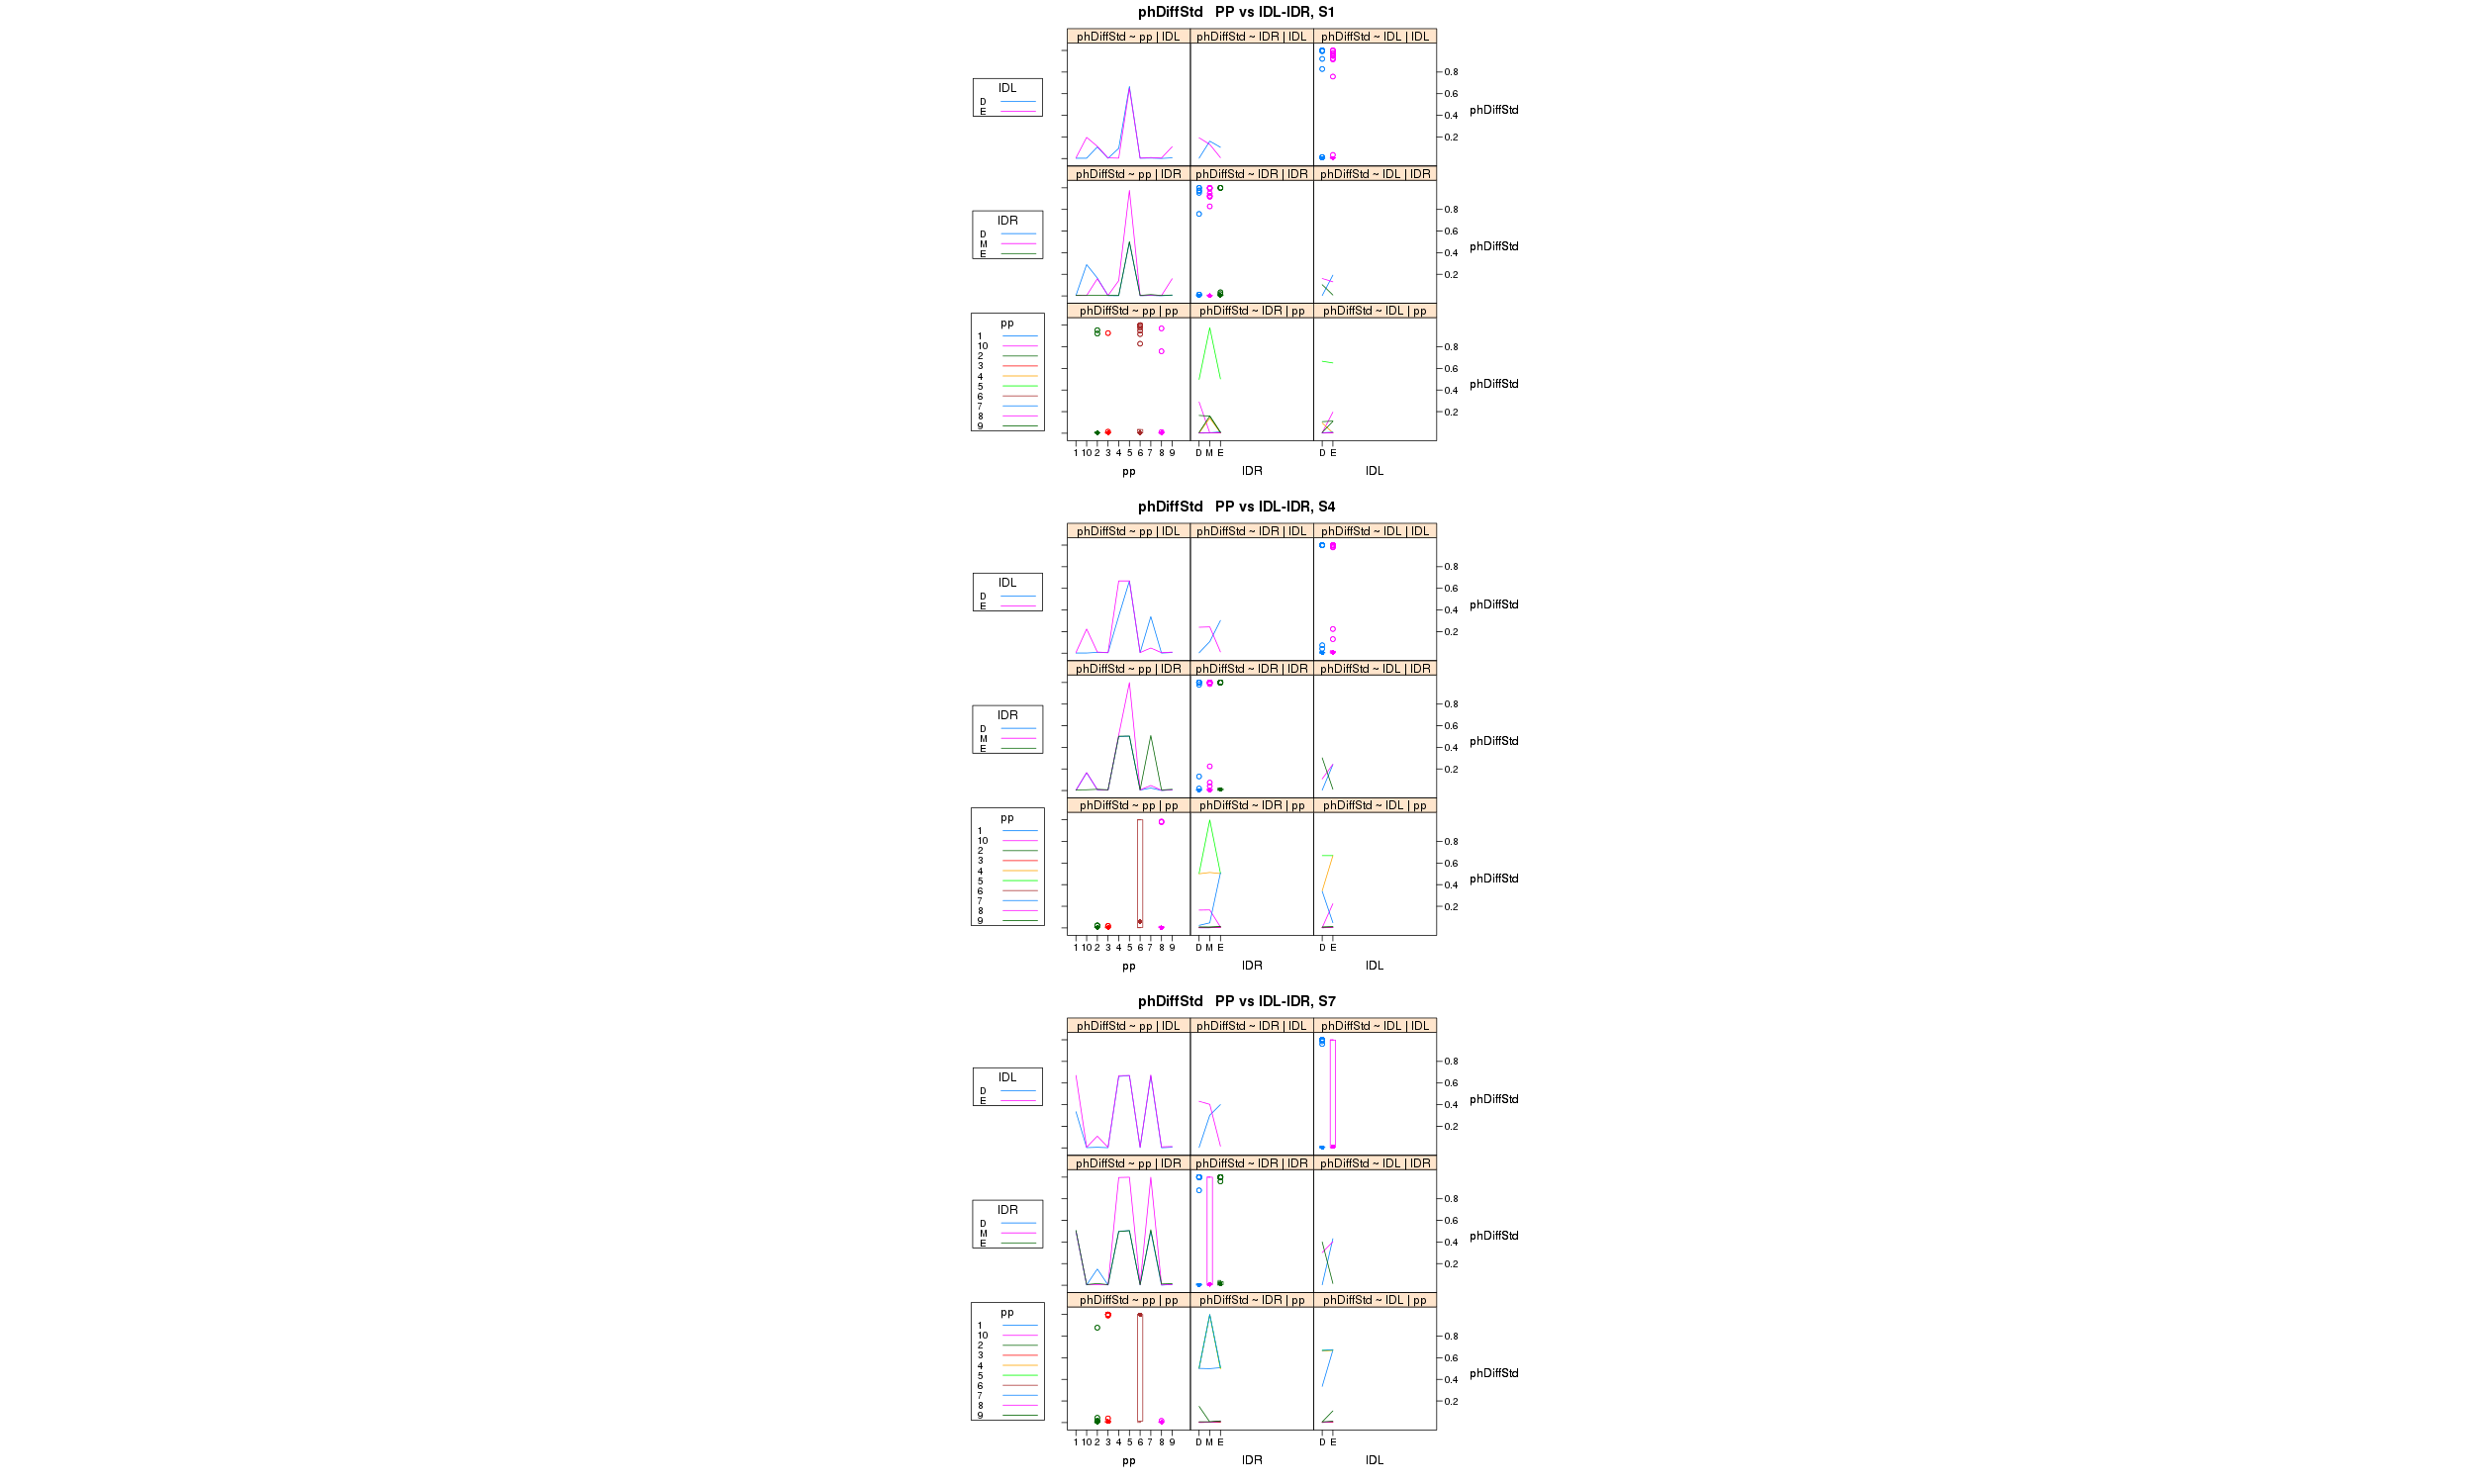 phDiffStd   PP vs IDL-IDR, S1
phDiffStd ~ pp | IDL phDiffStd ~ IDR | IDL phDiffStd ~ IDL | IDL
IDL
D
E
0.8
0.6
0.4
0.2
phDiffStd
phDiffStd ~ pp | IDR phDiffStd ~ IDR | IDR phDiffStd ~ IDL | IDR
IDR
D
M
E
0.8
0.6
0.4
0.2
phDiffStd
phDiffStd ~ pp | pp phDiffStd ~ IDR | pp phDiffStd ~ IDL | pp
pp
1
10
2
3
4
5
6
7
8
9
0.8
0.6
0.4
0.2
phDiffStd
1 10 2 3 4 5 6 7 8 9 D M E D E
pp IDR IDL
phDiffStd   PP vs IDL-IDR, S4
phDiffStd ~ pp | IDL phDiffStd ~ IDR | IDL phDiffStd ~ IDL | IDL
IDL
D
E
0.8
0.6
0.4
0.2
phDiffStd
phDiffStd ~ pp | IDR phDiffStd ~ IDR | IDR phDiffStd ~ IDL | IDR
IDR
D
M
E
0.8
0.6
0.4
0.2
phDiffStd
phDiffStd ~ pp | pp phDiffStd ~ IDR | pp phDiffStd ~ IDL | pp
pp
1
10
2
3
4
5
6
7
8
9
0.8
0.6
0.4
0.2
phDiffStd
1 10 2 3 4 5 6 7 8 9 D M E D E
pp IDR IDL
phDiffStd   PP vs IDL-IDR, S7
phDiffStd ~ pp | IDL phDiffStd ~ IDR | IDL phDiffStd ~ IDL | IDL
IDL
D
E
0.8
0.6
0.4
0.2
phDiffStd
phDiffStd ~ pp | IDR phDiffStd ~ IDR | IDR phDiffStd ~ IDL | IDR
IDR
D
M
E
0.8
0.6
0.4
0.2
phDiffStd
phDiffStd ~ pp | pp phDiffStd ~ IDR | pp phDiffStd ~ IDL | pp
pp
1
10
2
3
4
5
6
7
8
9
0.8
0.6
0.4
0.2
phDiffStd
1 10 2 3 4 5 6 7 8 9 D M E D E
pp IDR IDL